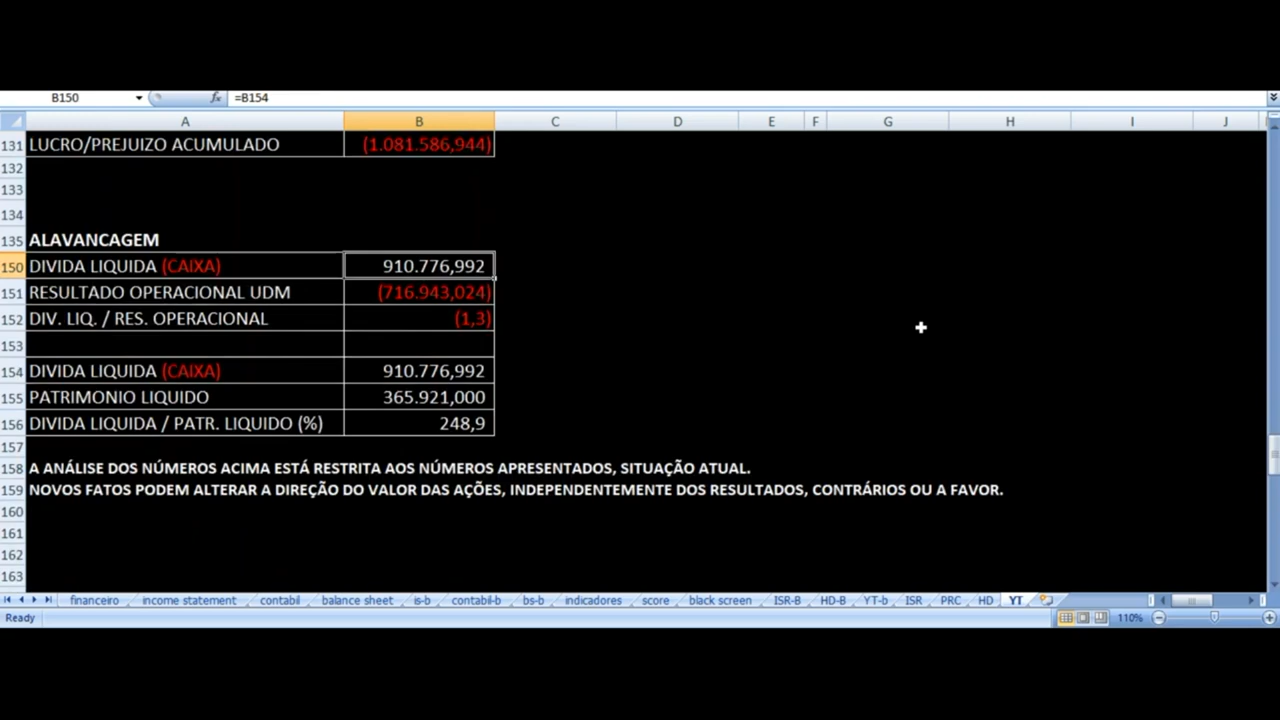 B150 fx =B154
A B C D E F G H I J
131 LUCRO/PREJUIZO ACUMULADO (1.081.586,944)
132
133
134
135 ALAVANCAGEM
150 DIVIDA LIQUIDA (CAIXA) 910.776,992
151 RESULTADO OPERACIONAL UDM (716.943,024)
152 DIV. LIQ. / RES. OPERACIONAL (1,3)
153
154 DIVIDA LIQUIDA (CAIXA) 910.776,992
155 PATRIMONIO LIQUIDO 365.921,000
156 DIVIDA LIQUIDA / PATR. LIQUIDO (%) 248,9
157
158 A ANÁLISE DOS NÚMEROS ACIMA ESTÁ RESTRITA AOS NÚMEROS APRESENTADOS, SITUAÇÃO ATUAL.
159 NOVOS FATOS PODEM ALTERAR A DIREÇÃO DO VALOR DAS AÇÕES, INDEPENDENTEMENTE DOS RESULTADOS, CONTRÁRIOS OU A FAVOR.
160
161
162
163
financeiro income statement contabil balance sheet is-b contabil-b bs-b indicadores score black screen ISR-B HD-B YT-b ISR PRC HD YT
Ready 110%